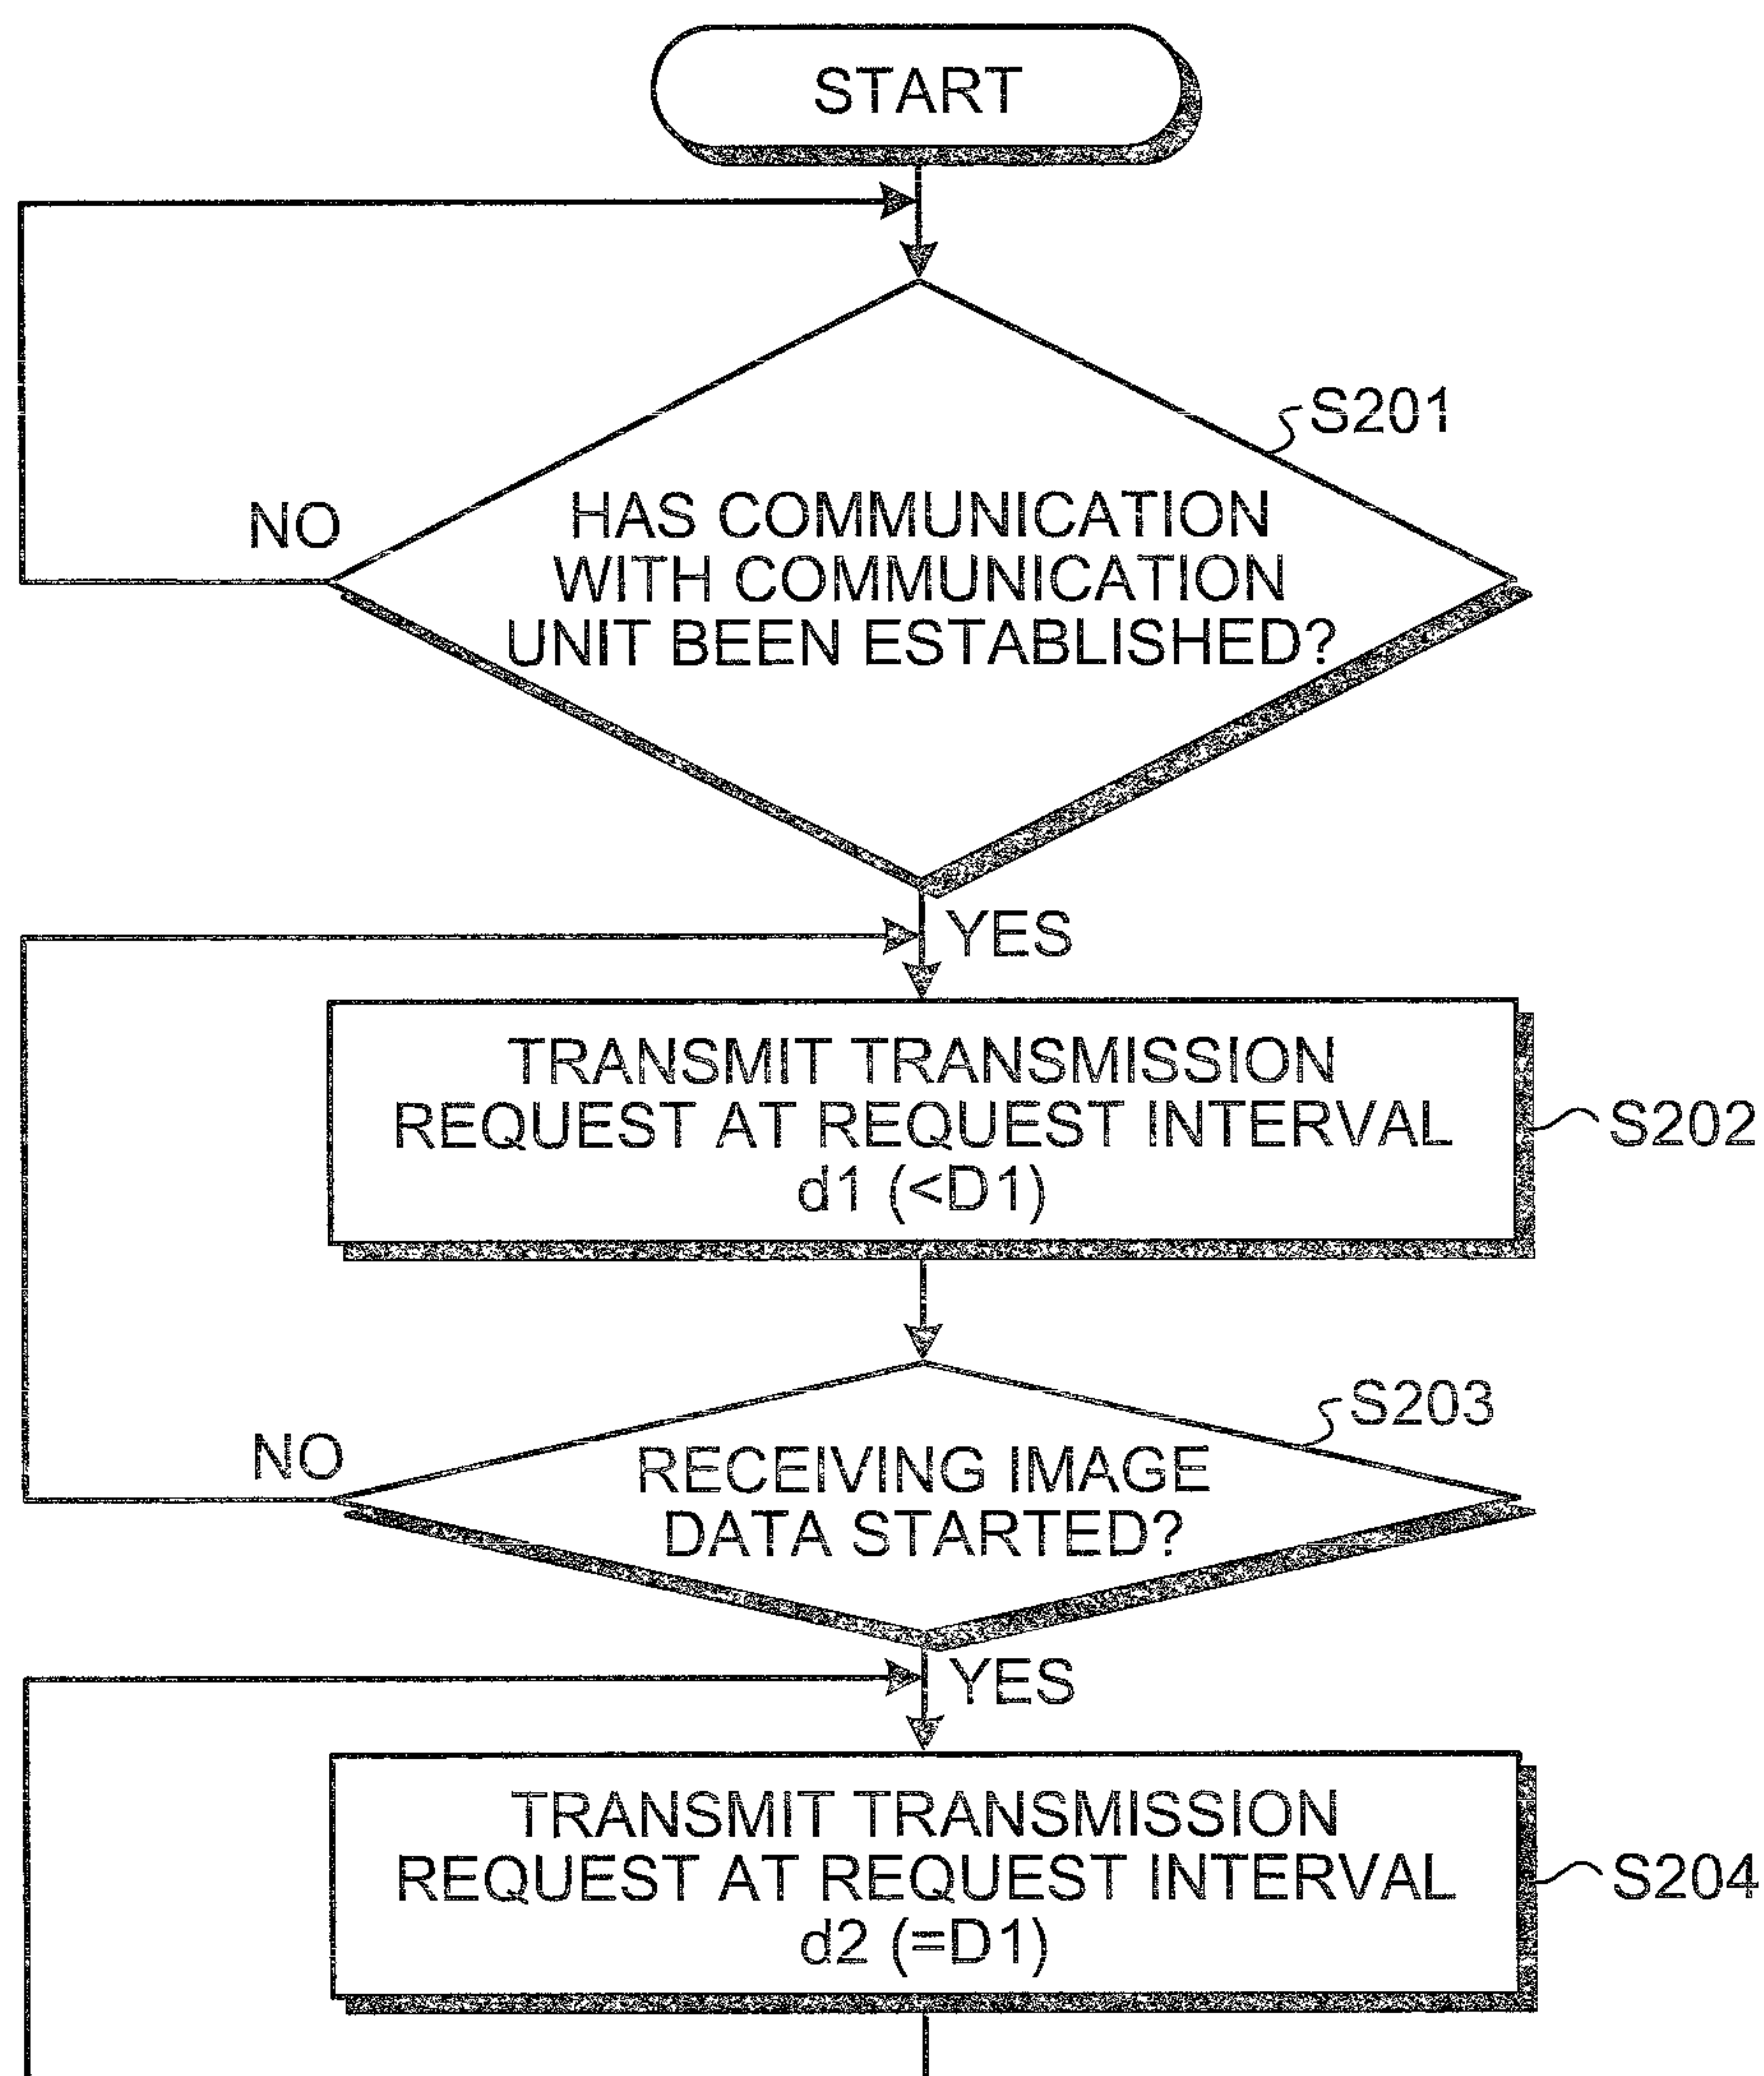 START
S201
NO
HAS COMMUNICATION
WITH COMMUNICATION
UNIT BEEN ESTABLISHED?
YES
TRANSMIT TRANSMISSION
REQUEST AT REQUEST INTERVAL
d1 (<D1)
S202
S203
NO
RECEIVING IMAGE
DATA STARTED?
YES
TRANSMIT TRANSMISSION
REQUEST AT REQUEST INTERVAL
d2 (=D1)
S204